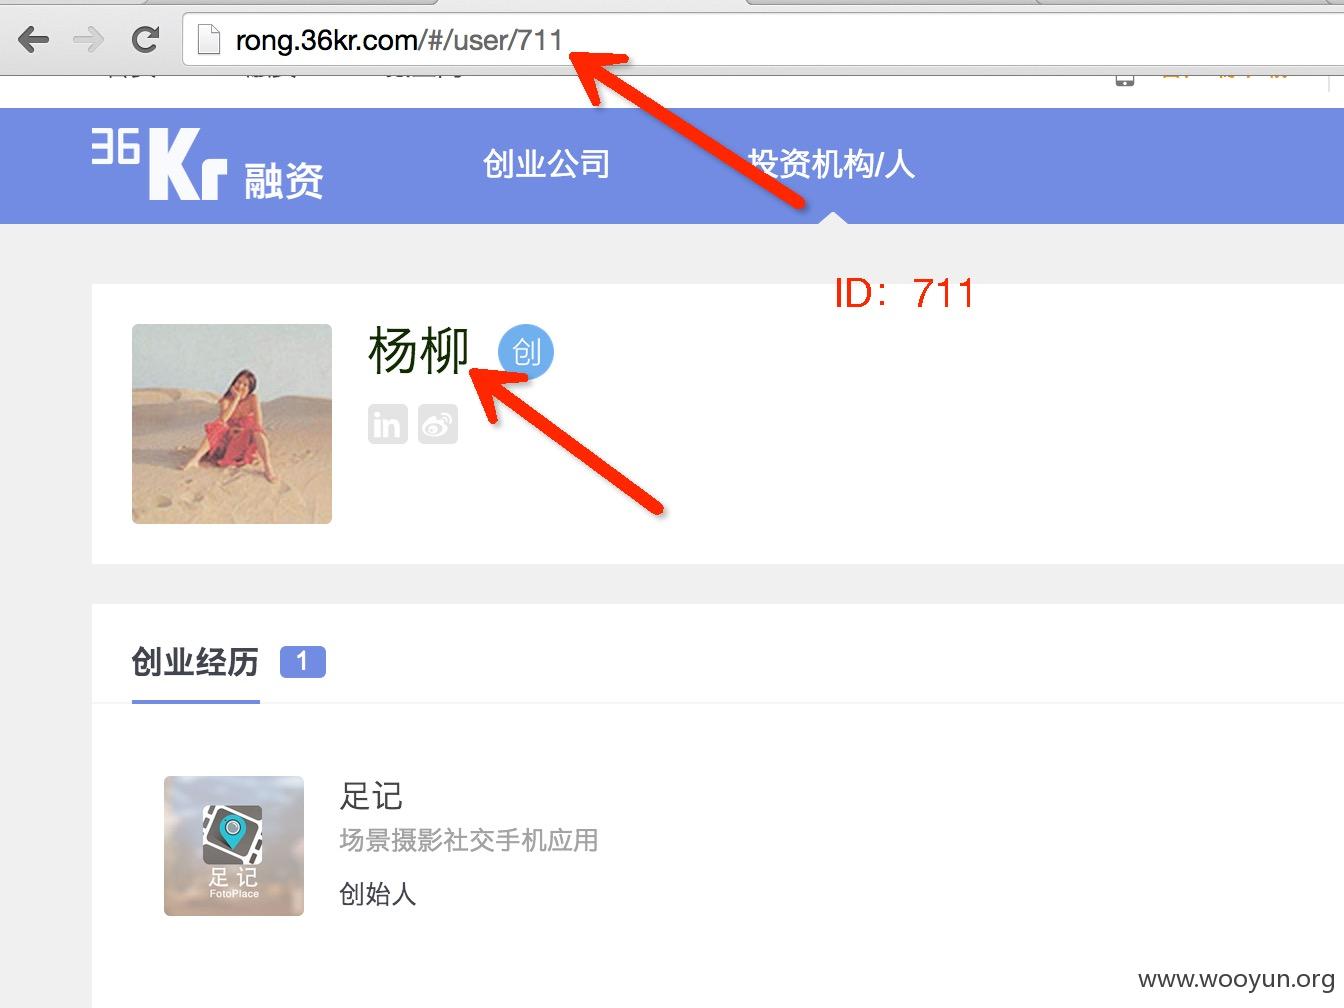 rong.36kr.com/#/user/711
36Kr 融资
创业公司
投资机构/人
ID：711
杨柳
创
in
创业经历
1
足记
场景摄影社交手机应用
创始人
足记
FotoPlace
www.wooyun.org